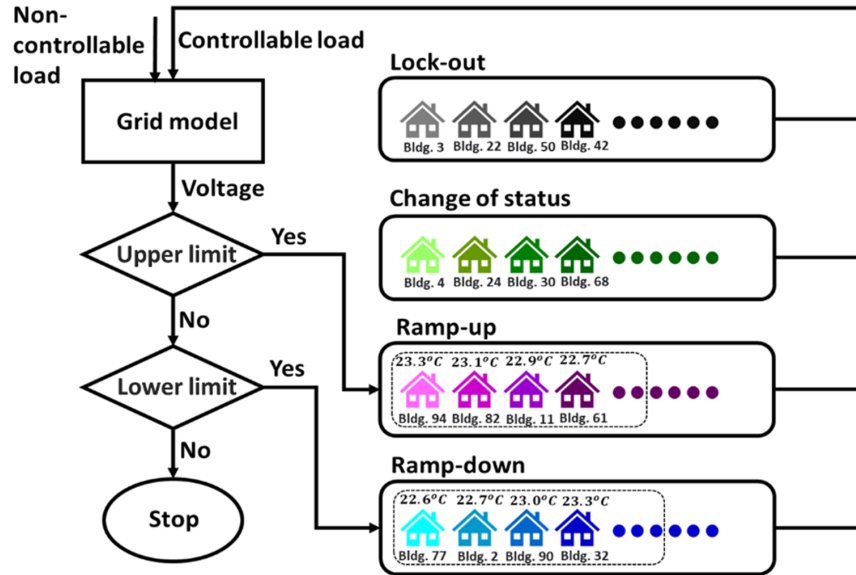 Non-
controllable
load
Controllable load
Grid model
Voltage
Upper limit
Yes
No
Lower limit
Yes
No
Stop
Lock-out
Bldg. 3 Bldg. 22 Bldg. 50 Bldg. 42
Change of status
Bldg. 4 Bldg. 24 Bldg. 30 Bldg. 68
Ramp-up
23.3°C 23.1°C 22.9°C 22.7°C
Bldg. 94 Bldg. 82 Bldg. 11 Bldg. 61
Ramp-down
22.6°C 22.7°C 23.0°C 23.3°C
Bldg. 77 Bldg. 2 Bldg. 90 Bldg. 32